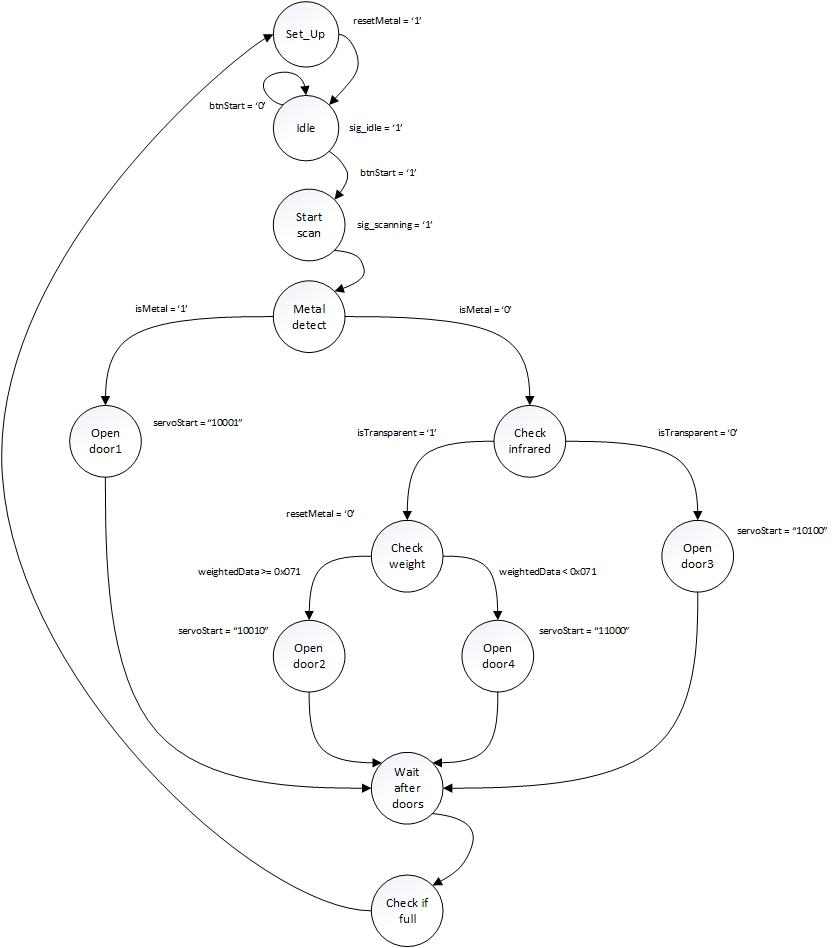 resetMetal = ‘1’
Set_Up
btnStart = ‘0’
Idle
sig_idle = ‘1’
btnStart = ‘1’
Start
scan
sig_scanning = ‘1’
Metal
detect
isMetal = ‘1’
isMetal = ‘0’
Open
door1
servoStart = “10001”
isTransparent = ‘1’
Check
infrared
isTransparent = ‘0’
resetMetal = ‘0’
Check
weight
servoStart = “10100”
Open
door3
weightedData >= 0x071
weightedData < 0x071
servoStart = “10010”
Open
door2
Open
door4
servoStart = “11000”
Wait
after
doors
Check if
full